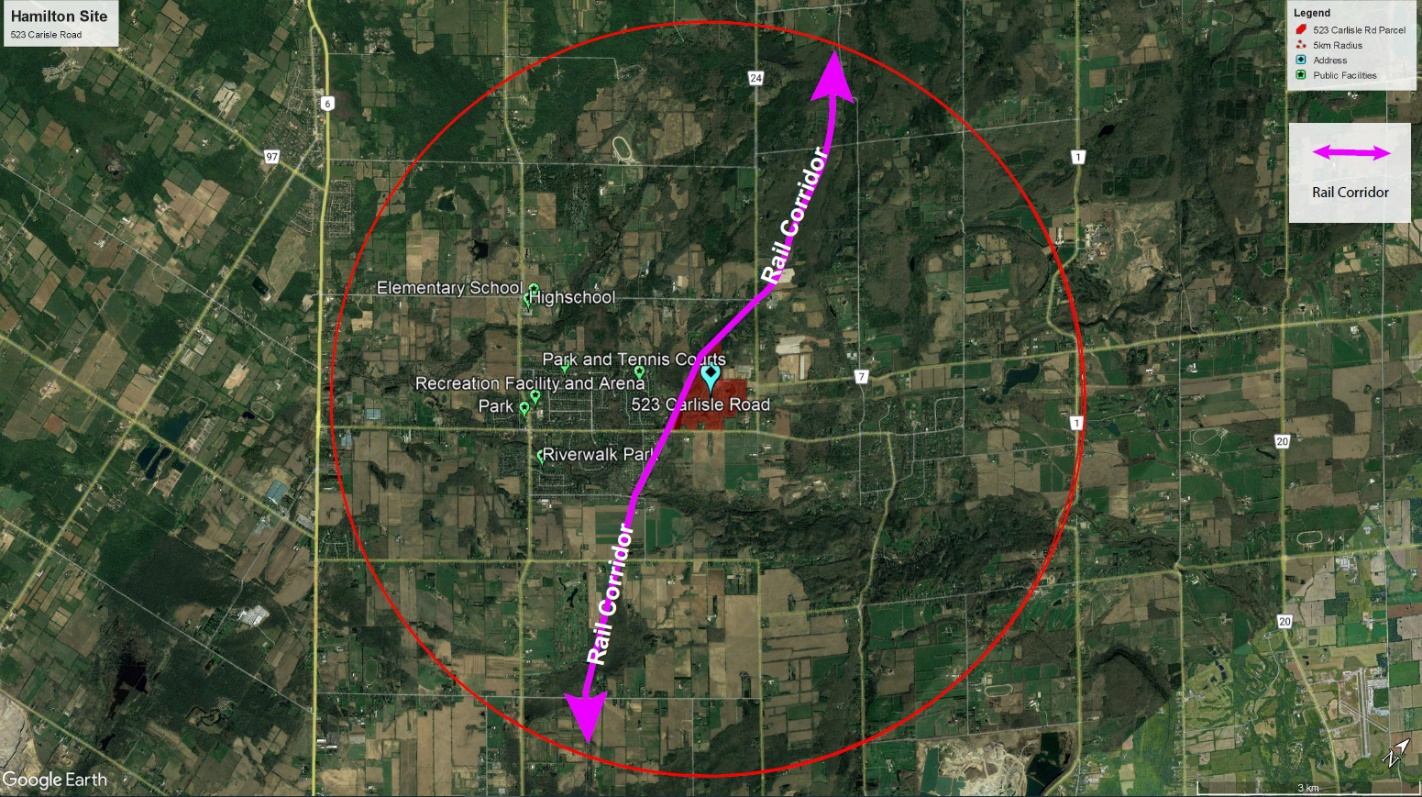 Hamilton Site
523 Carisle Road
Legend
523 Carlisle Rd Parcel
5km Radius
Address
Public Facilities
Rail Corridor
24
6
97
1
Rail Corridor
Elementary School
Highschool
Park and Tennis Courts
7
Recreation Facility and Arena
Park
523 Carlisle Road
1
20
Riverwalk Park
Rail Corridor
20
Google Earth
N
3 km